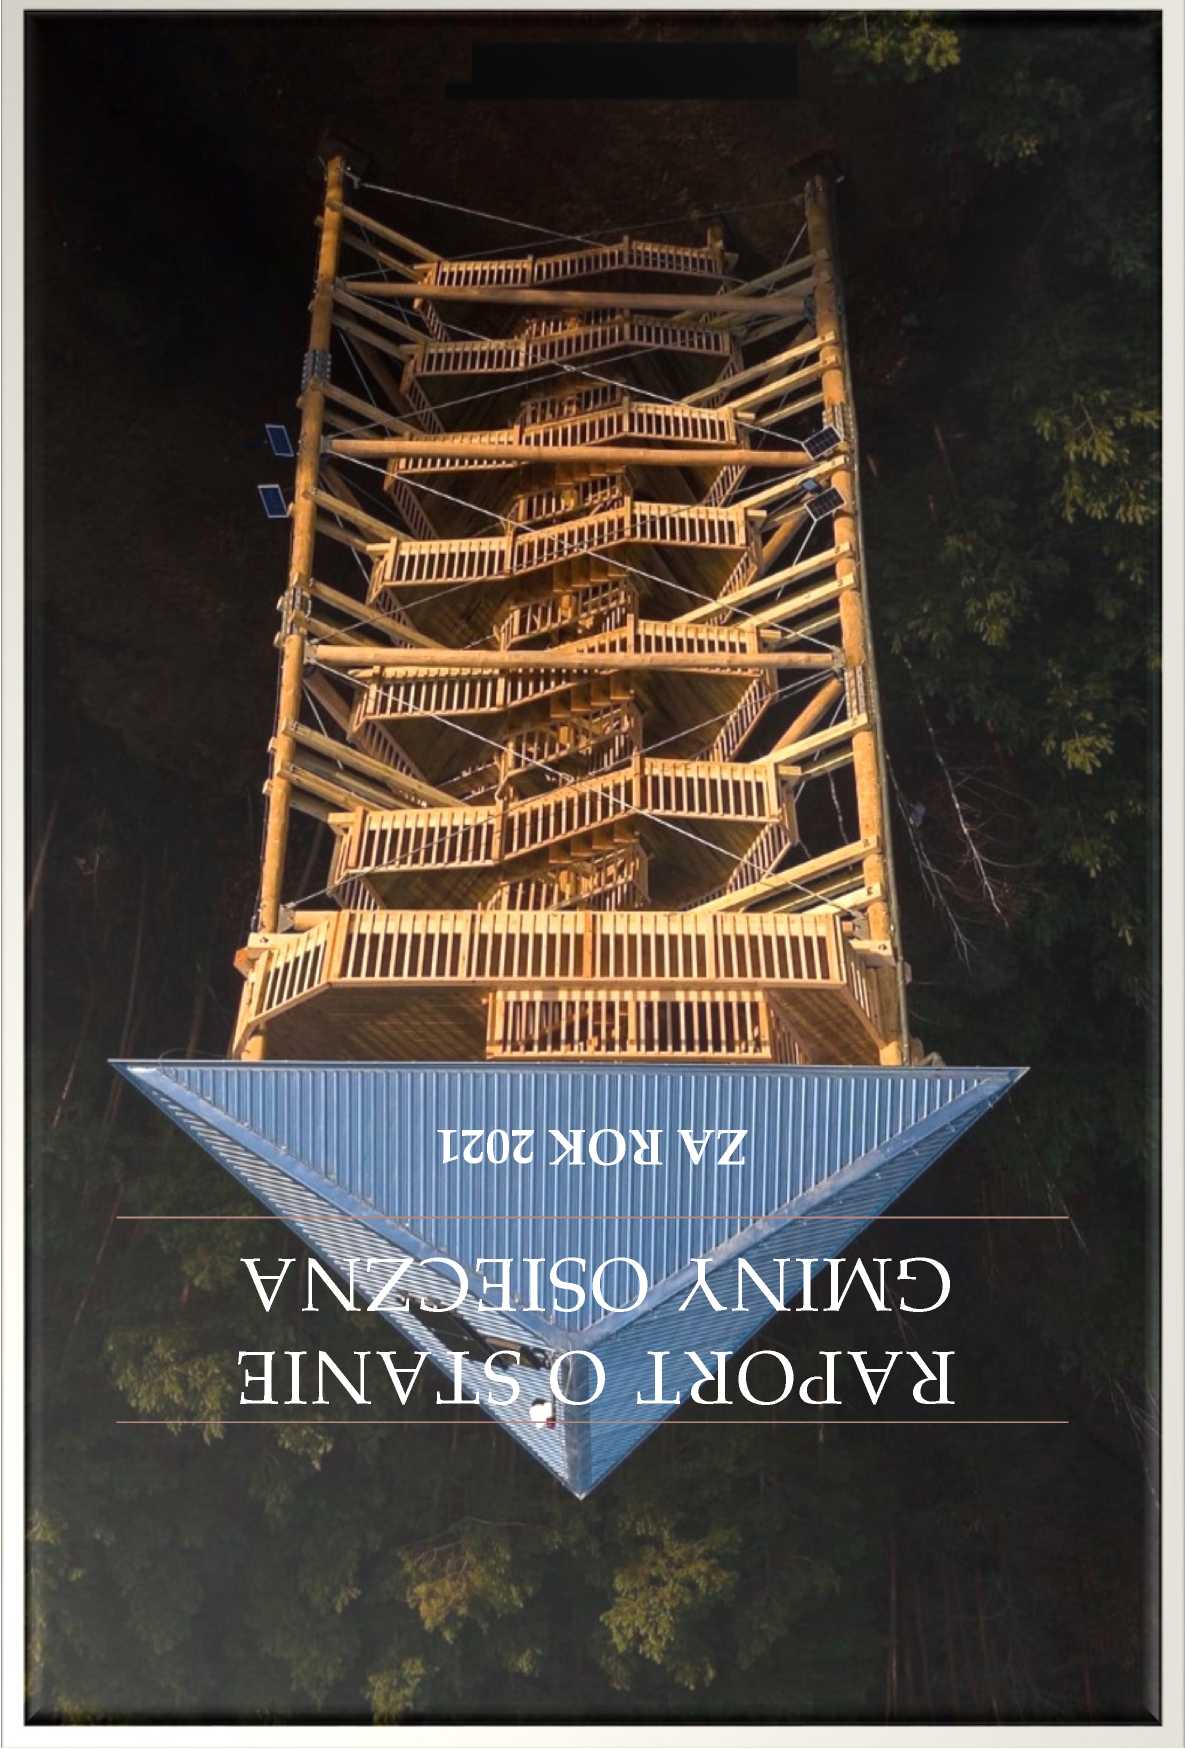 RAPORT O STANIE
GMINY OSIECZNA
ZA ROK 2021